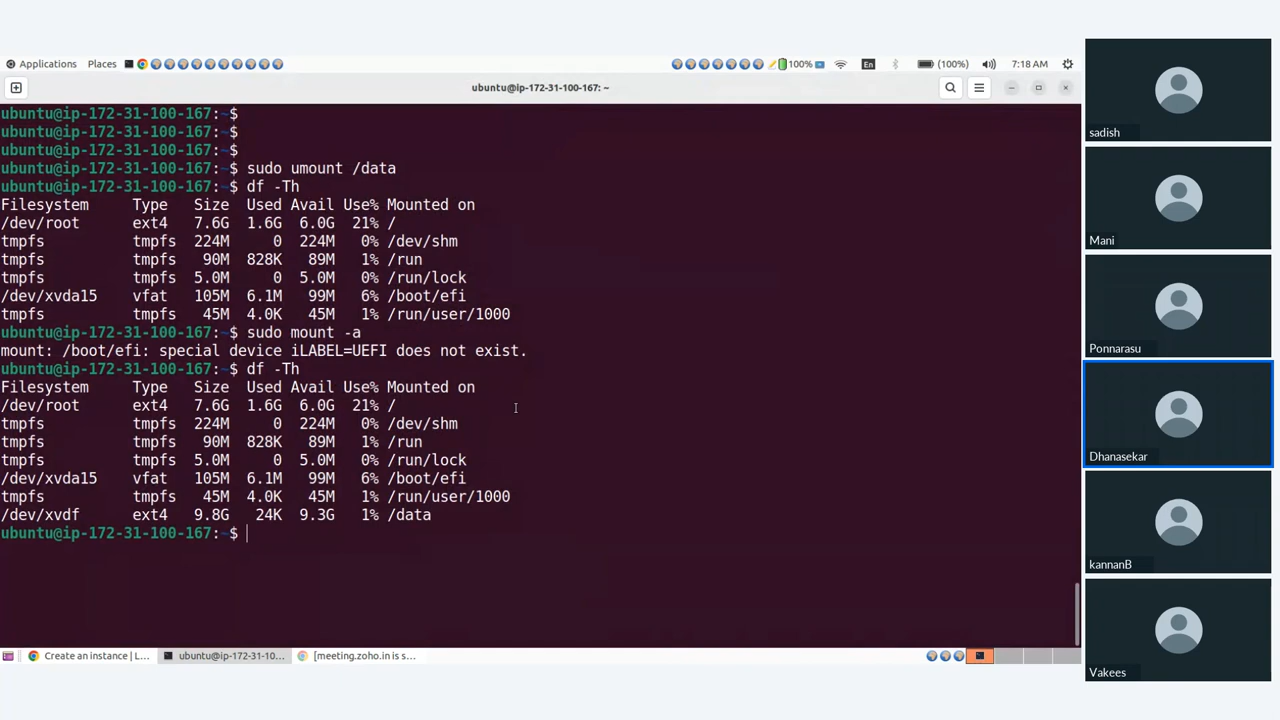 Applications Places 100% En (100%) 7:18 AM
ubuntu@ip-172-31-100-167: ~
ubuntu@ip-172-31-100-167:~$
ubuntu@ip-172-31-100-167:~$
ubuntu@ip-172-31-100-167:~$
ubuntu@ip-172-31-100-167:~$ sudo umount /data
ubuntu@ip-172-31-100-167:~$ df -Th
Filesystem Type Size Used Avail Use% Mounted on
/dev/root ext4 7.6G 1.6G 6.0G 21% /
tmpfs tmpfs 224M 0 224M 0% /dev/shm
tmpfs tmpfs 90M 828K 89M 1% /run
tmpfs tmpfs 5.0M 0 5.0M 0% /run/lock
/dev/xvda15 vfat 105M 6.1M 99M 6% /boot/efi
tmpfs tmpfs 45M 4.0K 45M 1% /run/user/1000
ubuntu@ip-172-31-100-167:~$ sudo mount -a
mount: /boot/efi: special device iLABEL=UEFI does not exist.
ubuntu@ip-172-31-100-167:~$ df -Th
Filesystem Type Size Used Avail Use% Mounted on
/dev/root ext4 7.6G 1.6G 6.0G 21% /
tmpfs tmpfs 224M 0 224M 0% /dev/shm
tmpfs tmpfs 90M 828K 89M 1% /run
tmpfs tmpfs 5.0M 0 5.0M 0% /run/lock
/dev/xvda15 vfat 105M 6.1M 99M 6% /boot/efi
tmpfs tmpfs 45M 4.0K 45M 1% /run/user/1000
/dev/xvdf ext4 9.8G 24K 9.3G 1% /data
ubuntu@ip-172-31-100-167:~$
Create an instance | L... ubuntu@ip-172-31-10... [meeting.zoho.in is s...
sadish
Mani
Ponnarasu
Dhanasekar
kannanB
Vakees